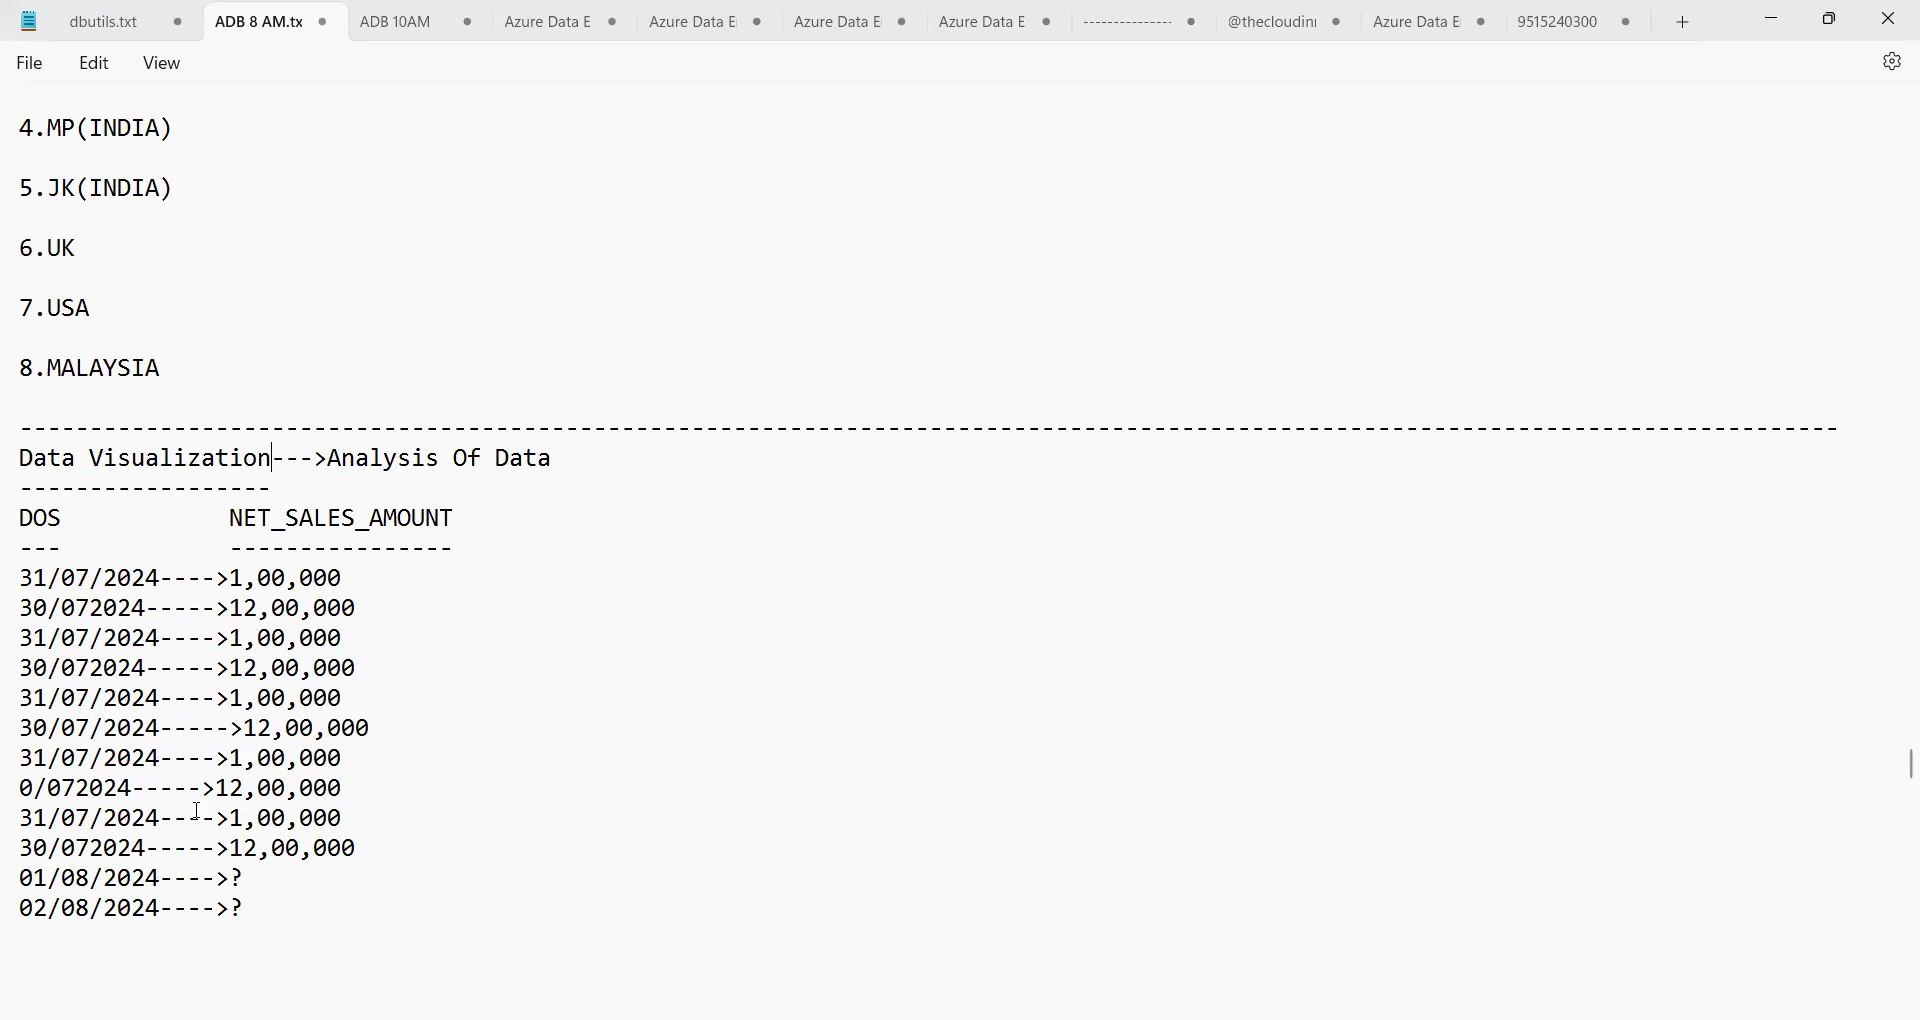 dbutils.txt
ADB 8 AM.tx
ADB 10AM
Azure Data E
Azure Data E
Azure Data E
Azure Data E
---------------
@thecloudin
Azure Data E
9515240300
File
Edit
View
4.MP(INDIA)
5.JK(INDIA)
6.UK
7.USA
8.MALAYSIA
----------------------------------------------------------------------------------------------------------------------------------
Data Visualization--->Analysis Of Data
------------------
DOS NET_SALES_AMOUNT
--- ----------------
31/07/2024---->1,00,000
30/072024----->12,00,000
31/07/2024---->1,00,000
30/072024----->12,00,000
31/07/2024---->1,00,000
30/07/2024----->12,00,000
31/07/2024---->1,00,000
0/072024----->12,00,000
31/07/2024---->1,00,000
30/072024----->12,00,000
01/08/2024---->?
02/08/2024---->?